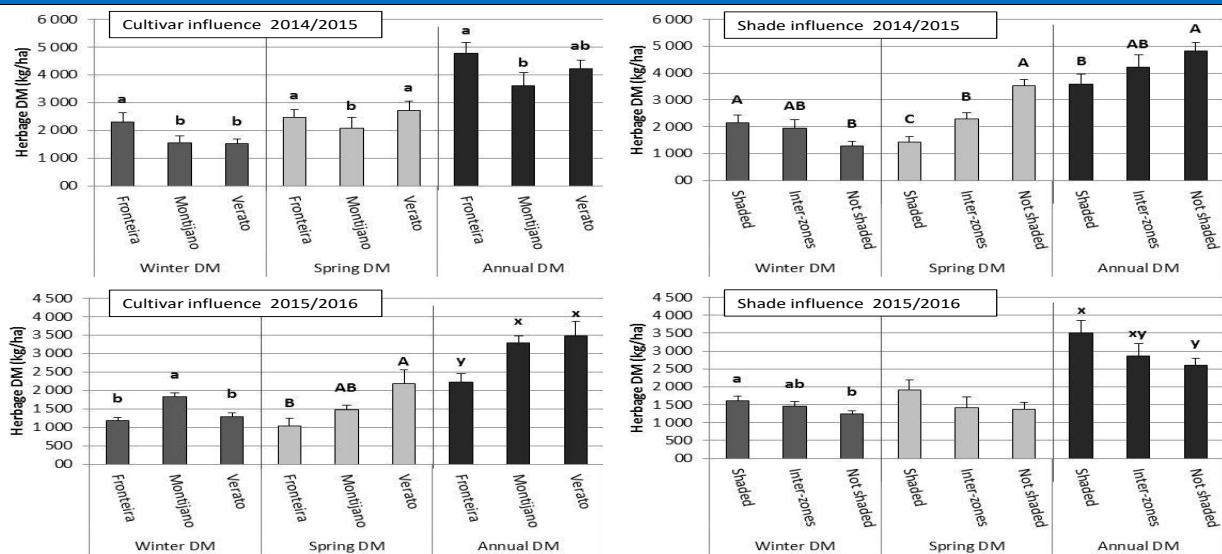 Cultivar influence 2014/2015
Herbage DM (kg/ha)
6 000
5 000
4 000
3 000
2 000
1 000
00
a b b a b a a b ab
Fronteira Montijano Verato Fronteira Montijano Verato Fronteira Montijano Verato
Winter DM Spring DM Annual DM
Shade influence 2014/2015
Herbage DM (kg/ha)
6 000
5 000
4 000
3 000
2 000
1 000
00
A AB B C B A B AB A
Shaded Inter-zones Not shaded Shaded Inter-zones Not shaded Shaded Inter-zones Not shaded
Winter DM Spring DM Annual DM
Cultivar influence 2015/2016
Herbage DM (kg/ha)
4 500
4 000
3 500
3 000
2 500
2 000
1 500
1 000
500
00
b a b B AB A y x x
Fronteira Montijano Verato Fronteira Montijano Verato Fronteira Montijano Verato
Winter DM Spring DM Annual DM
Shade influence 2015/2016
Herbage DM (kg/ha)
4 500
4 000
3 500
3 000
2 500
2 000
1 500
1 000
500
00
a ab b x xy y
Shaded Inter-zones Not shaded Shaded Inter-zones Not shaded Shaded Inter-zones Not shaded
Winter DM Spring DM Annual DM